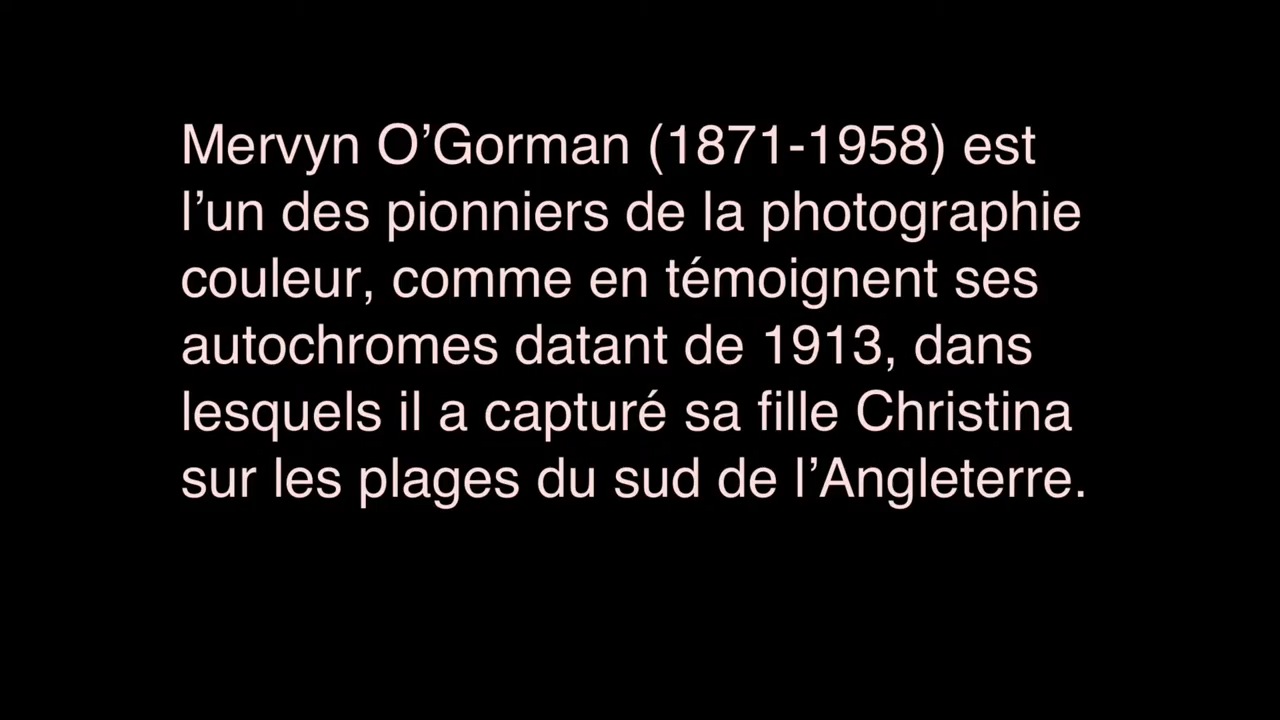 Mervyn O’Gorman (1871-1958) est
l’un des pionniers de la photographie
couleur, comme en témoignent ses
autochromes datant de 1913, dans
lesquels il a capturé sa fille Christina
sur les plages du sud de l’Angleterre.